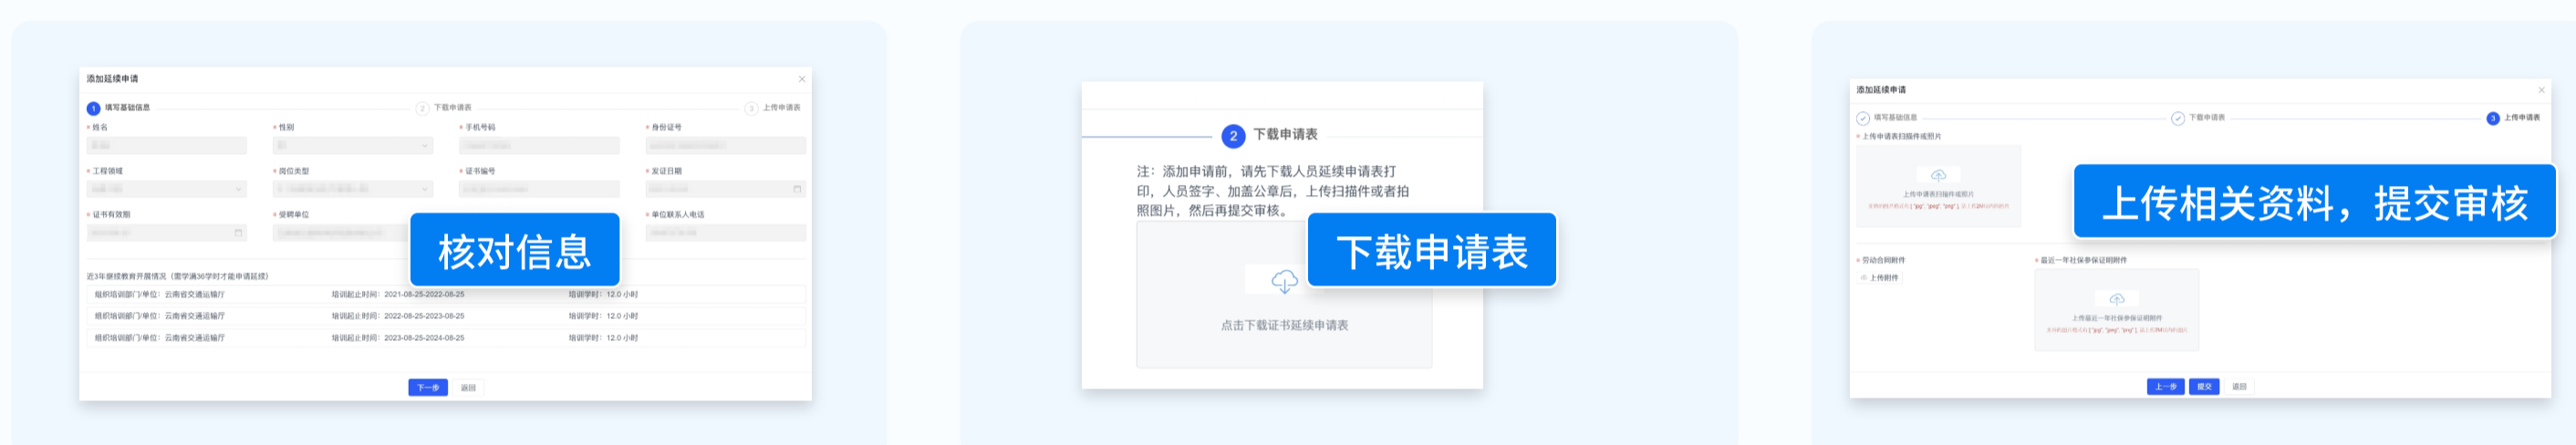 添加延续申请
1 填写基础信息
2 下载申请表
3 上传申请表
* 姓名
* 性别
* 手机号码
* 身份证号
* 工程领域
* 岗位类型
* 证书编号
* 发证日期
* 证书有效期
* 受聘单位
* 单位联系人电话
核对信息
近3年继续教育开展情况（需学满36学时才能申请延续）
组织培训部门/单位：云南省交通运输厅 培训起止时间：2021-08-25-2022-08-25 培训学时：12.0 小时
组织培训部门/单位：云南省交通运输厅 培训起止时间：2022-08-25-2023-08-25 培训学时：12.0 小时
组织培训部门/单位：云南省交通运输厅 培训起止时间：2023-08-25-2024-08-25 培训学时：12.0 小时
下一步 返回
2 下载申请表
注：添加申请前，请先下载人员延续申请表打
印，人员签字、加盖公章后，上传扫描件或者拍
照图片，然后再提交审核。
下载申请表
点击下载证书延续申请表
添加延续申请
填写基础信息
下载申请表
3 上传申请表
* 上传申请表扫描件或照片
上传申请表扫描件或照片
上传相关资料，提交审核
* 劳动合同附件
上传附件
* 最近一年社保参保证明附件
上传最近一年社保参保证明附件
上一步 提交 返回